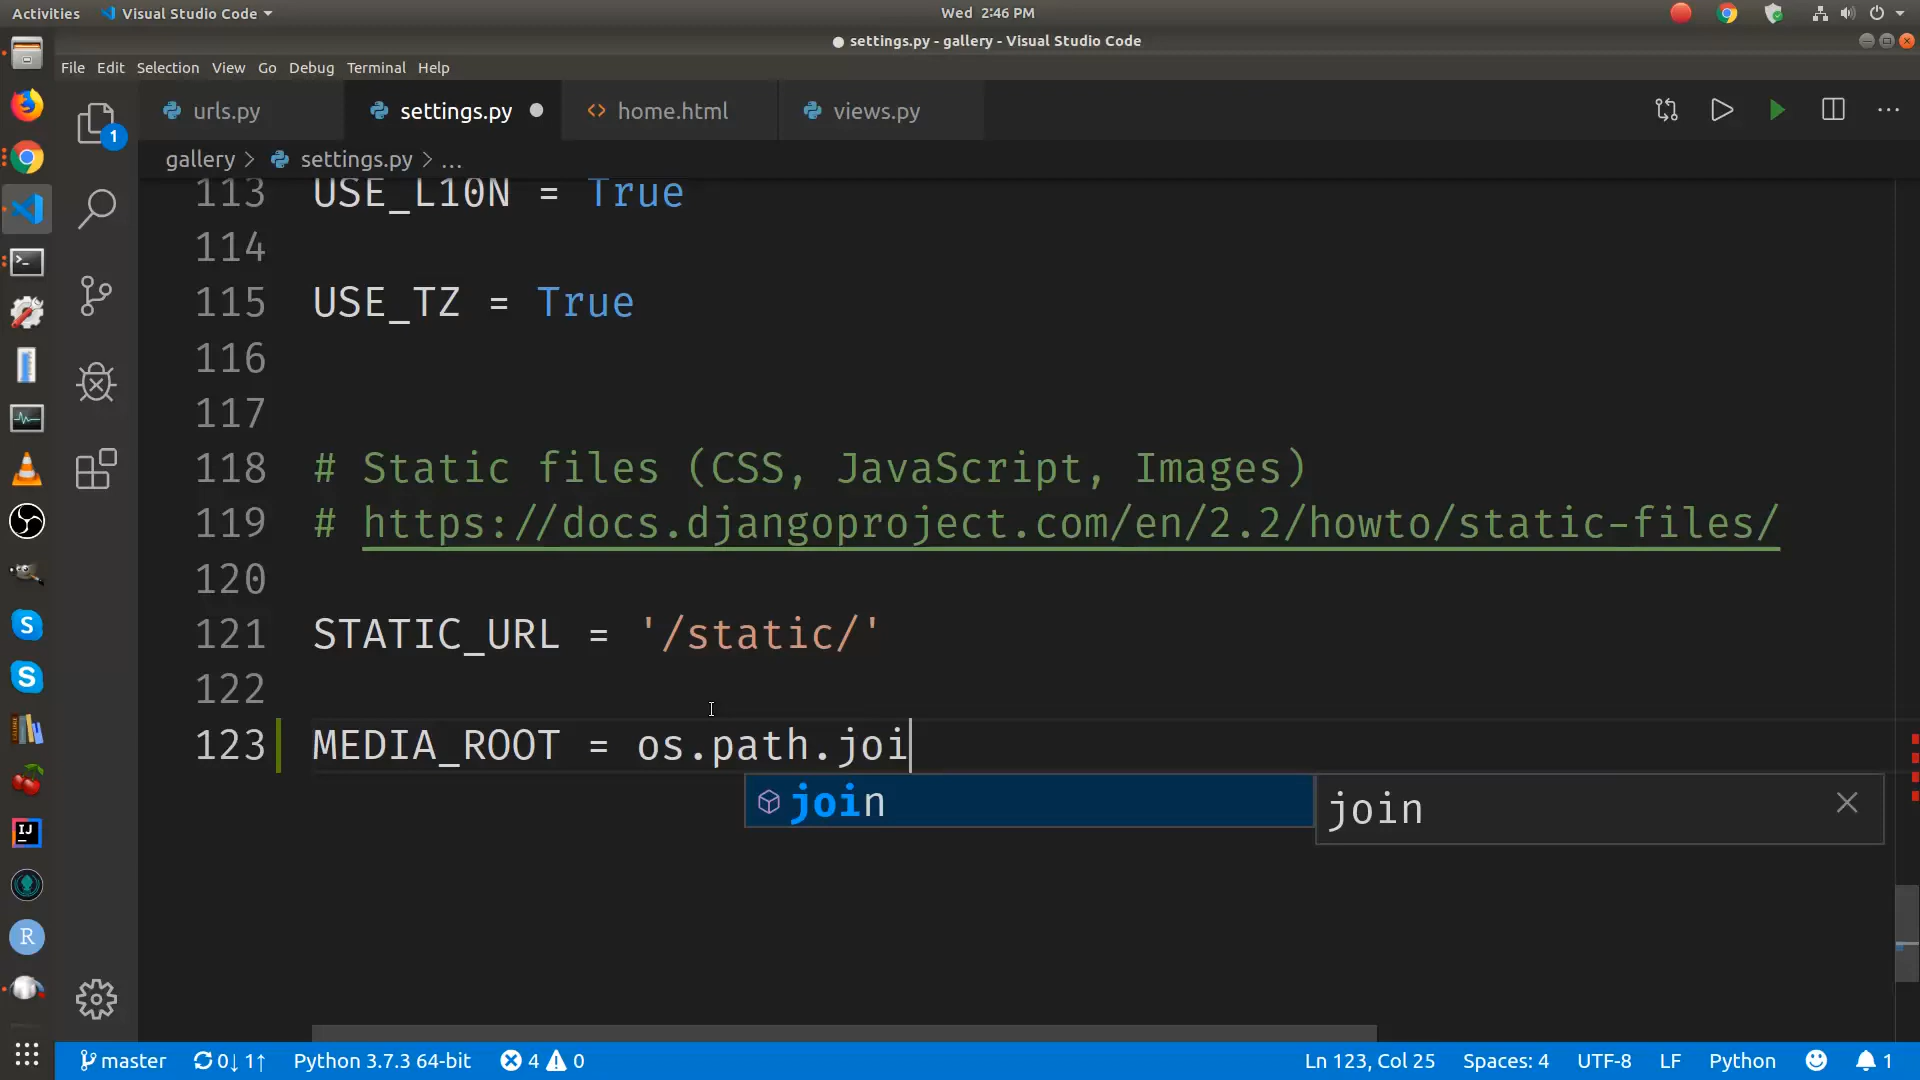 Activities Visual Studio Code Wed 2:46 PM
settings.py - gallery - Visual Studio Code
File Edit Selection View Go Debug Terminal Help
urls.py settings.py home.html views.py
1
gallery > settings.py > ...
113 USE_L10N = True
114
115 USE_TZ = True
116
117
118 # Static files (CSS, JavaScript, Images)
119 # https://docs.djangoproject.com/en/2.2/howto/static-files/
120
121 STATIC_URL = '/static/'
122
123 MEDIA_ROOT = os.path.joi
join join
S
S
IJ
R
master 0↓ 1↑ Python 3.7.3 64-bit 4 0 Ln 123, Col 25 Spaces: 4 UTF-8 LF Python 1